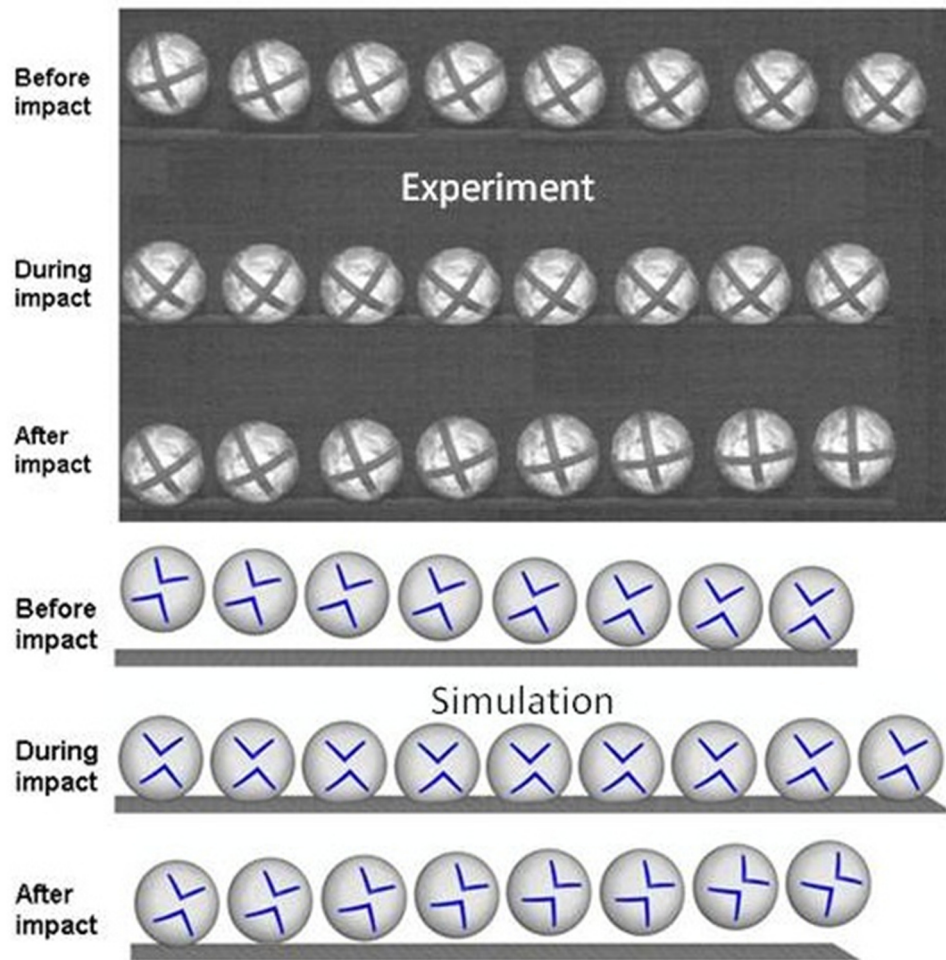 Before
impact
Experiment
During
impact
After
impact
Before
impact
Simulation
During
impact
After
impact